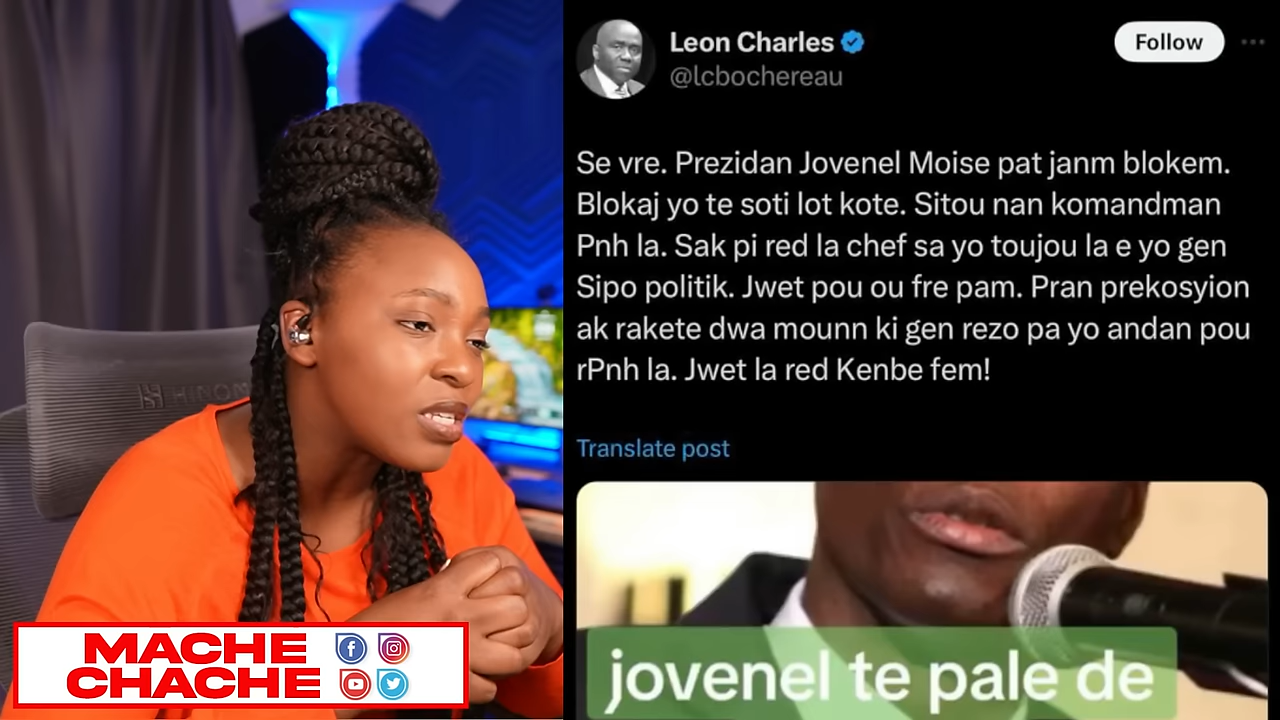 Leon Charles
@lcbochereau
Follow
Se vre. Prezidan Jovenel Moise pat janm blokem.
Blokaj yo te soti lot kote. Sitou nan komandman
Pnh la. Sak pi red la chef sa yo toujou la e yo gen
Sipo politik. Jwet pou ou fre pam. Pran prekosyion
ak rakete dwa mounn ki gen rezo pa yo andan pou
rPnh la. Jwet la red Kenbe fem!
Translate post
jovenel te pale de
HINOM
MACHE
CHACHE